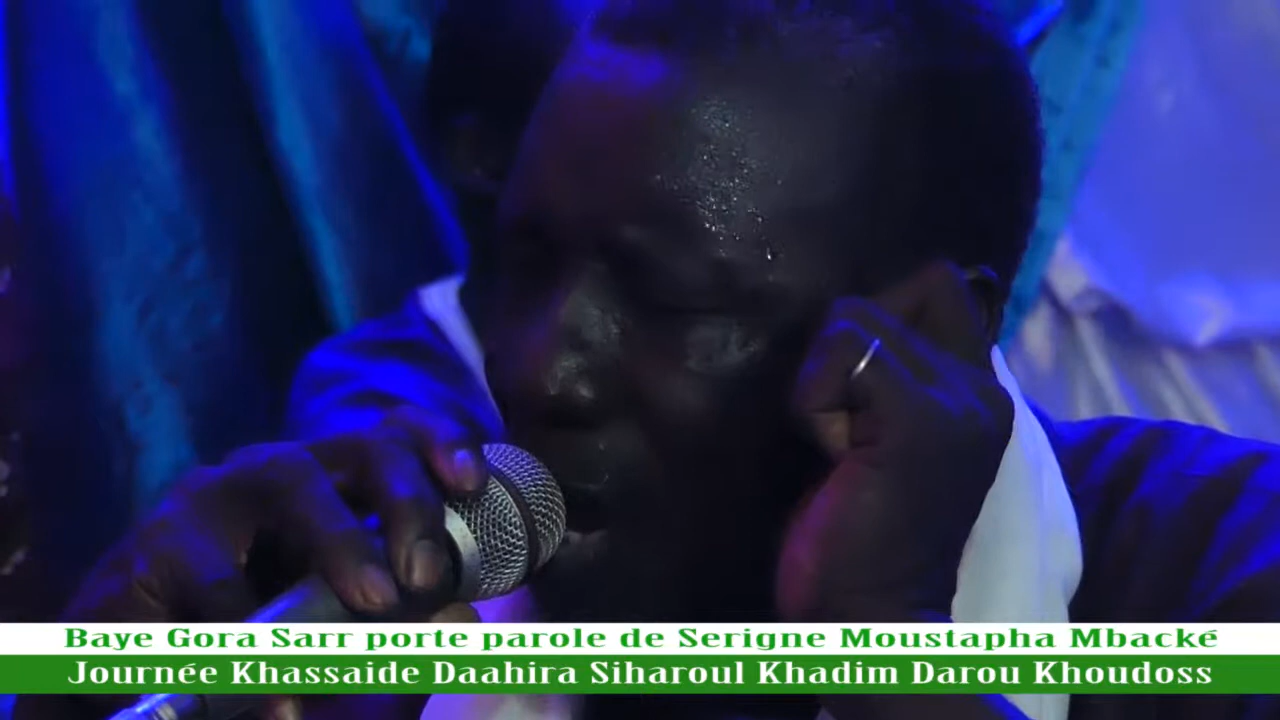 Baye Gora Sarr porte parole de Serigne Moustapha Mbacké
Journée Khassaide Daahira Siharoul Khadim Darou Khoudoss